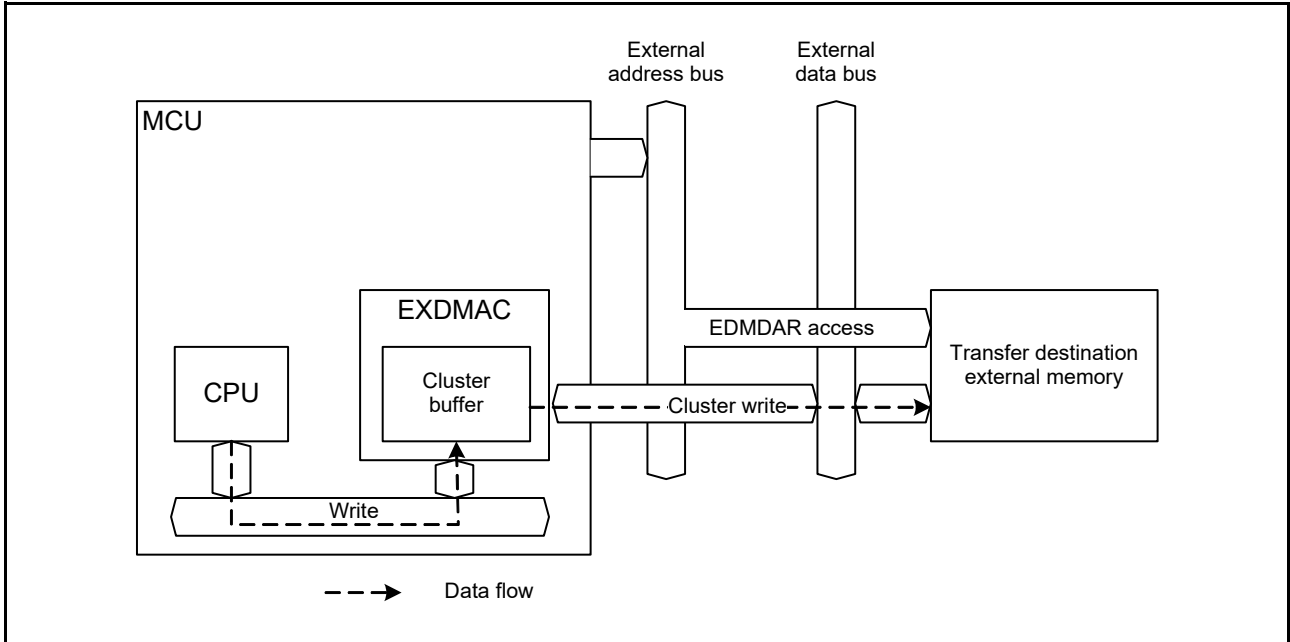 External
address bus
External
data bus
MCU
EXDMAC
EDMDAR access
Transfer destination
external memory
CPU
Cluster
buffer
Cluster write
Write
Data flow